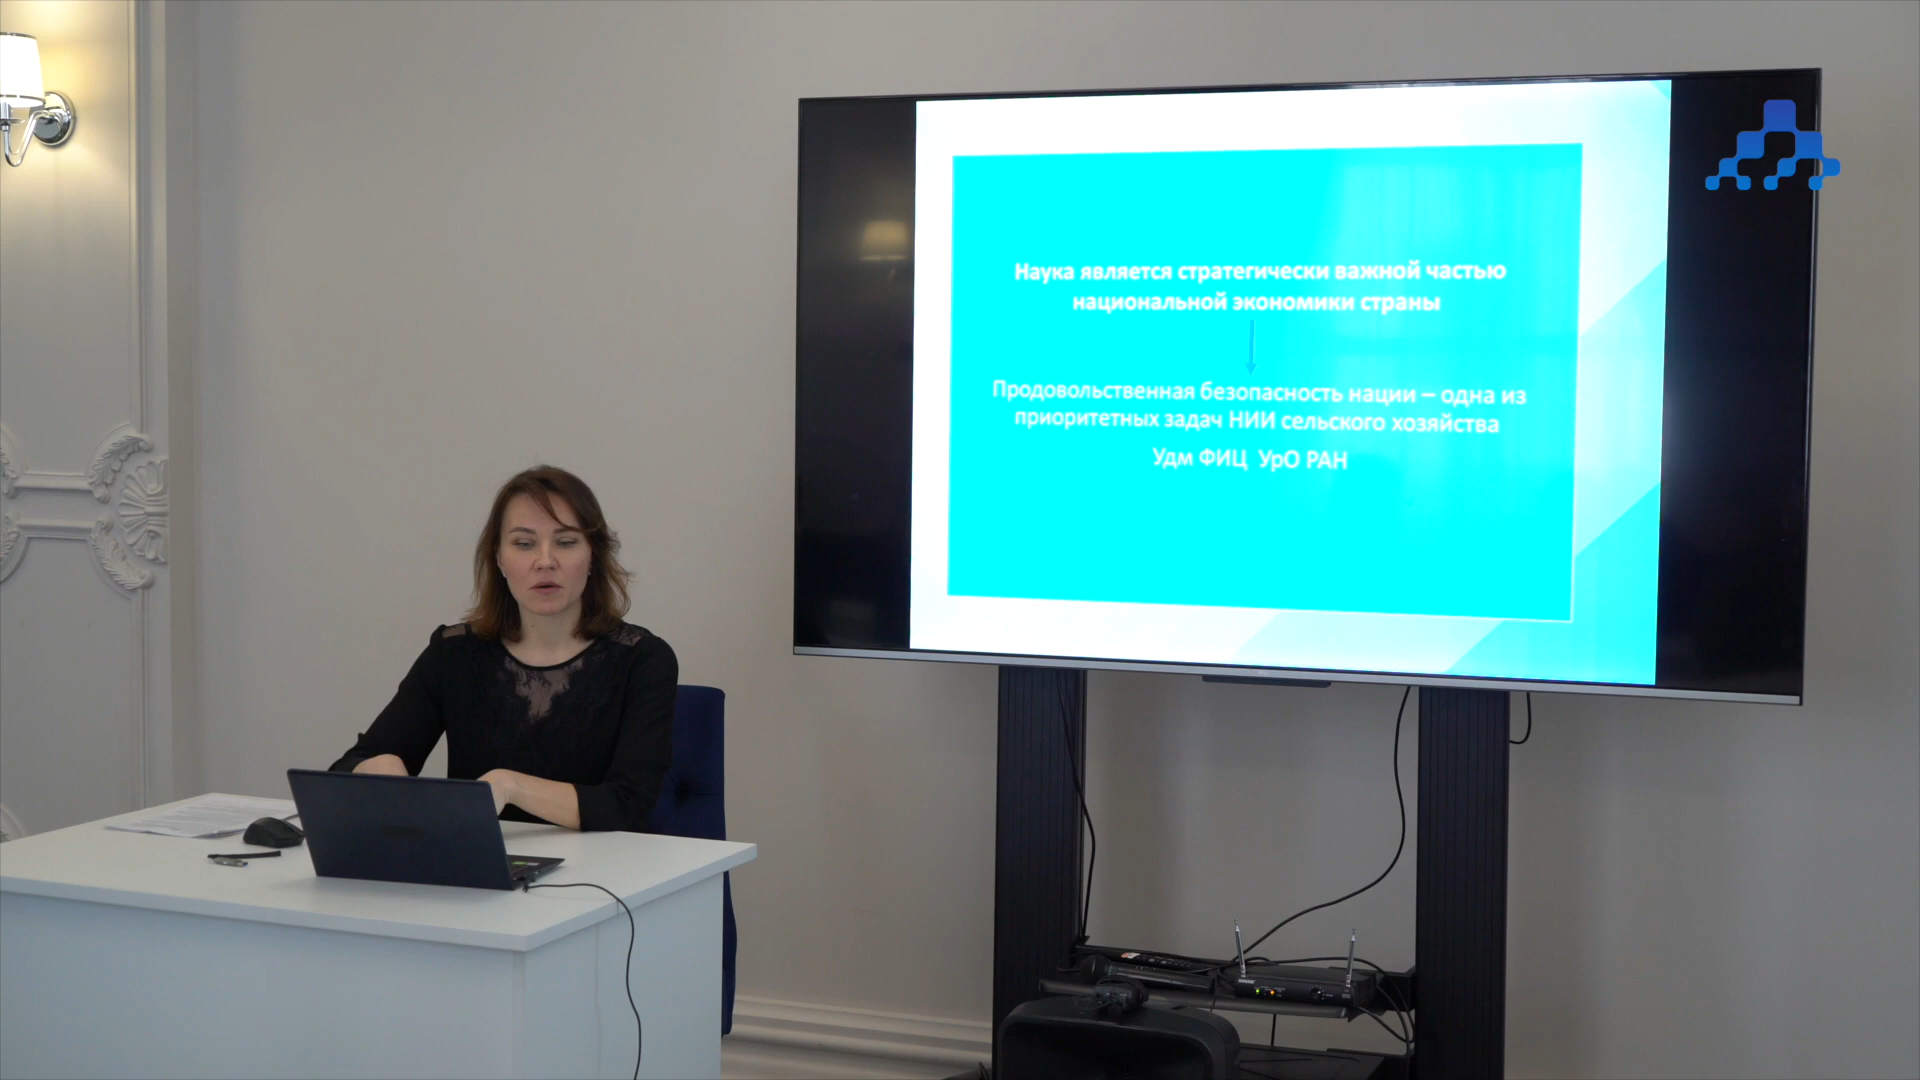 Наука является стратегически важной частью
национальной экономики страны
Продовольственная безопасность нации – одна из
приоритетных задач НИИ сельского хозяйства
Удм ФИЦ УрО РАН